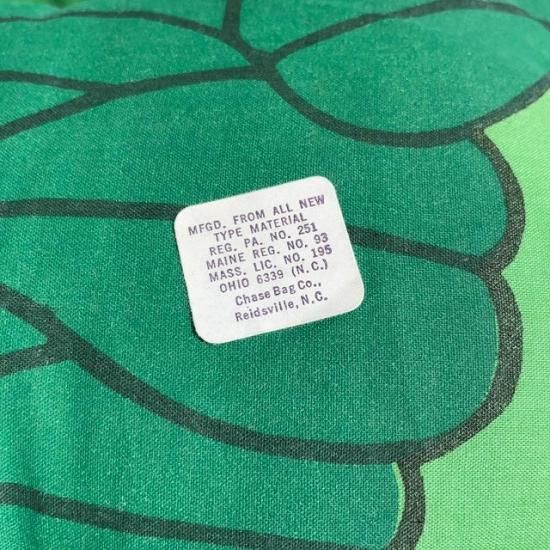 MFGD. FROM ALL NEW
TYPE MATERIAL
REG. PA. NO. 251
MAINE REG. NO. 93
MASS. LIC. NO. 195
OHIO 6339 (N.C.)
Chase Bag Co.,
Reidsville, N.C.